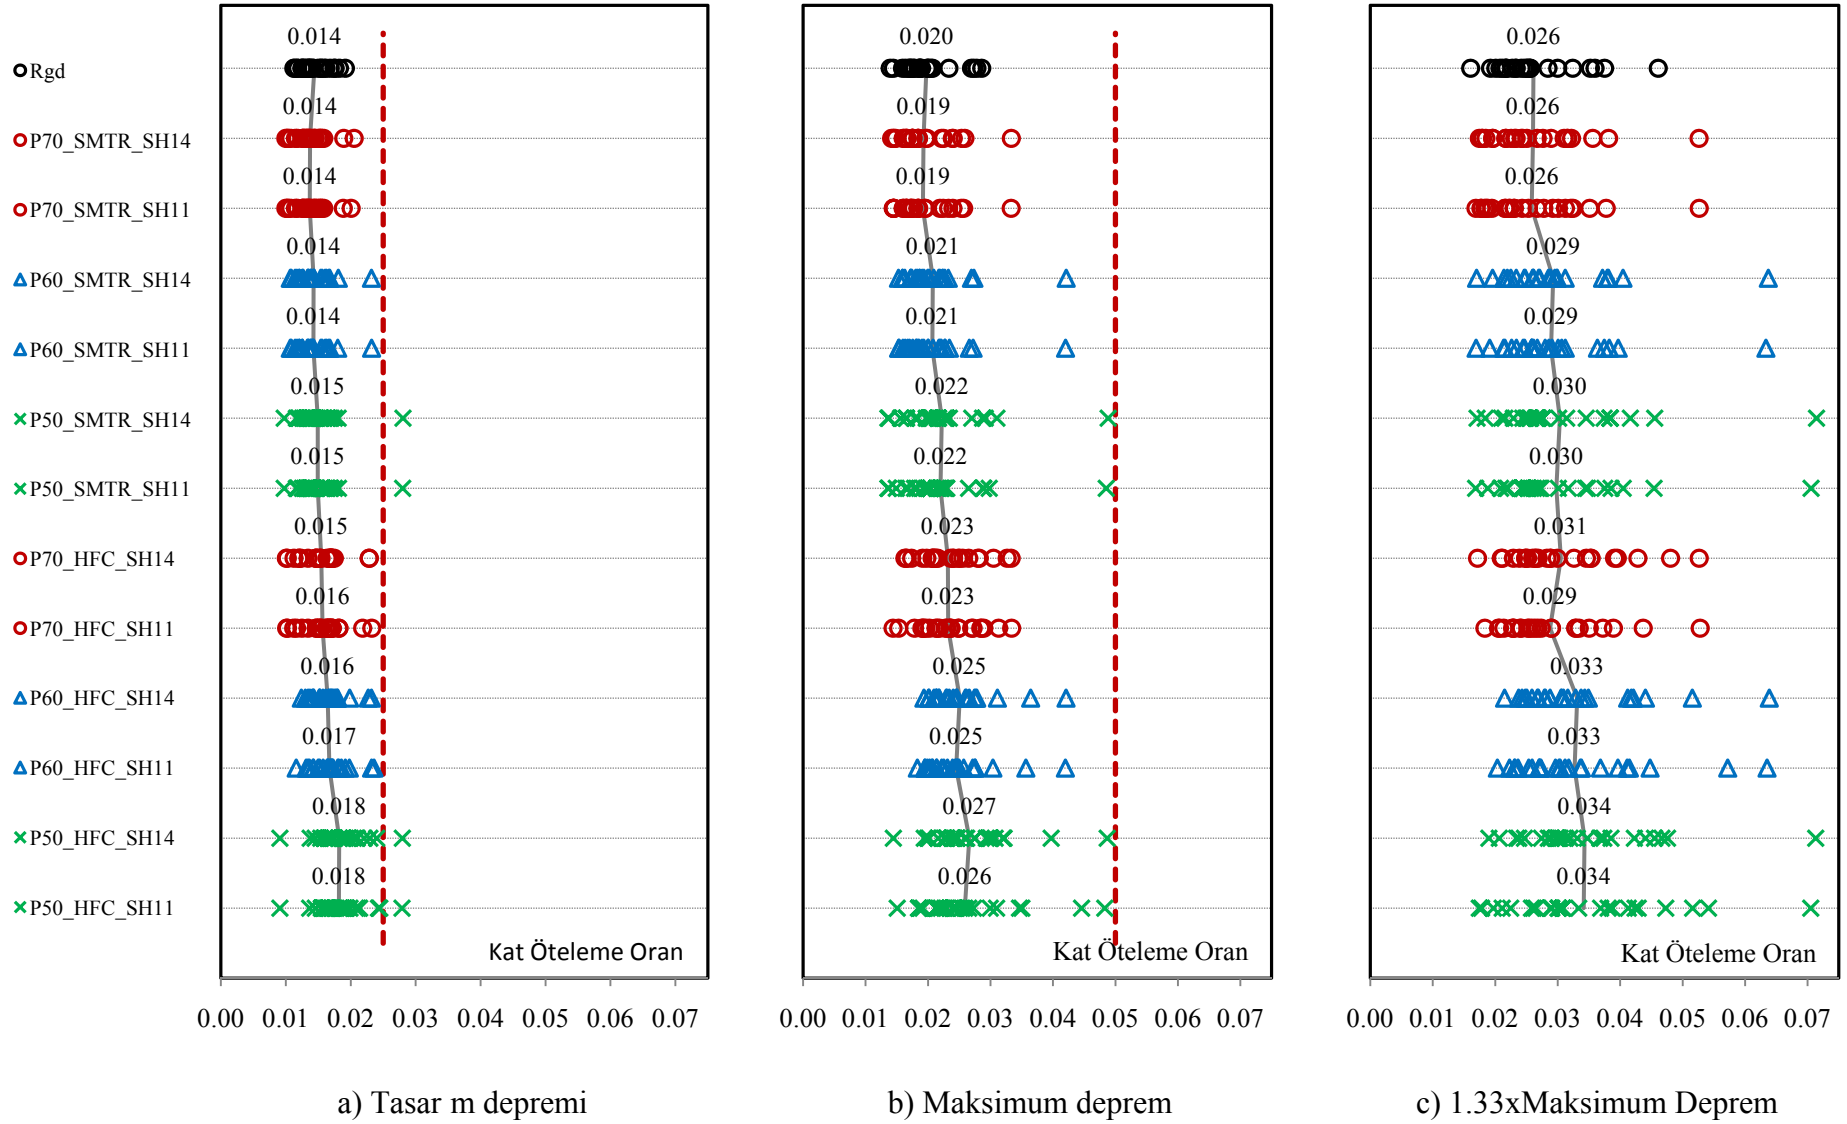 Rgd
P70_SMTR_SH14
P70_SMTR_SH11
P60_SMTR_SH14
P60_SMTR_SH11
P50_SMTR_SH14
P50_SMTR_SH11
P70_HFC_SH14
P70_HFC_SH11
P60_HFC_SH14
P60_HFC_SH11
P50_HFC_SH14
P50_HFC_SH11
0.014
0.014
0.014
0.014
0.014
0.015
0.015
0.015
0.016
0.016
0.017
0.018
0.018
Kat Öteleme Oran
0.00 0.01 0.02 0.03 0.04 0.05 0.06 0.07
a) Tasar m depremi
0.020
0.019
0.019
0.021
0.021
0.022
0.022
0.023
0.023
0.025
0.025
0.027
0.026
Kat Öteleme Oran
0.00 0.01 0.02 0.03 0.04 0.05 0.06 0.07
b) Maksimum deprem
0.026
0.026
0.026
0.029
0.029
0.030
0.030
0.031
0.029
0.033
0.033
0.034
0.034
Kat Öteleme Oran
0.00 0.01 0.02 0.03 0.04 0.05 0.06 0.07
c) 1.33xMaksimum Deprem